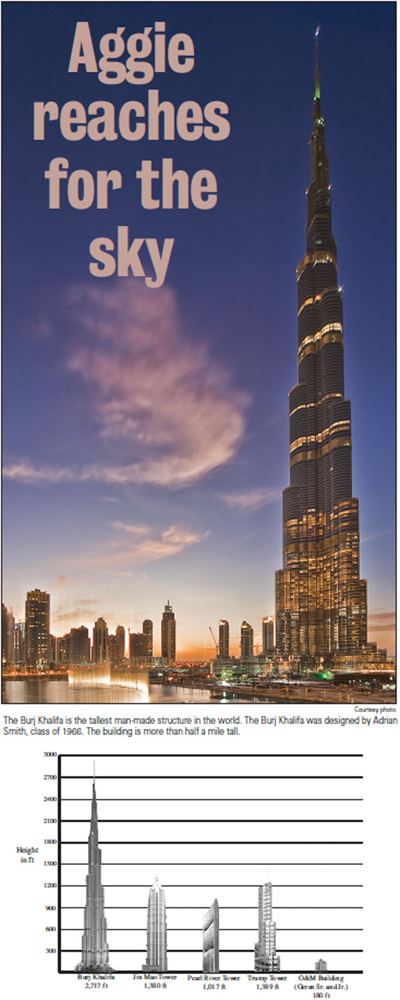 Aggie
reaches
for the
sky
Courtesy photo
The Burj Khalifa is the tallest man-made structure in the world. The Burj Khalifa was designed by Adrian
Smith, class of 1966. The building is more than half a mile tall.
3000
2700
2400
2100
1800
1500
1200
900
600
300
Height
in ft
Burj Khalifa
2,717 ft
Jin Mao Tower
1,380 ft
Pearl River Tower
1,017 ft
Trump Tower
1,389 ft
O&M Building
180 ft